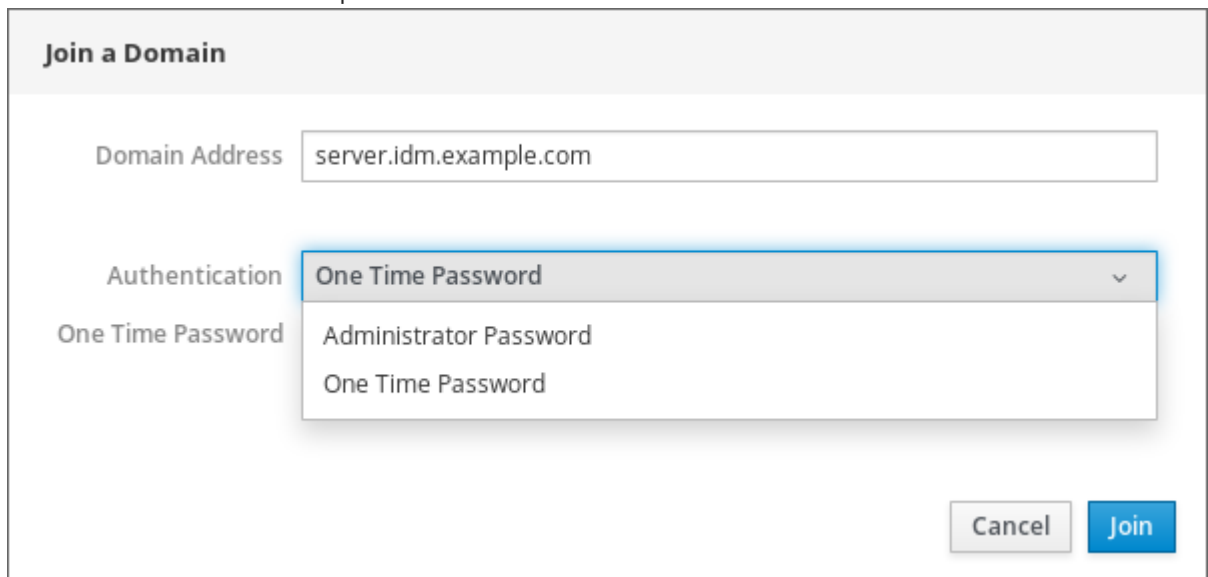 Join a Domain
Domain Address server.idm.example.com
Authentication One Time Password
One Time Password
Administrator Password
One Time Password
Cancel Join